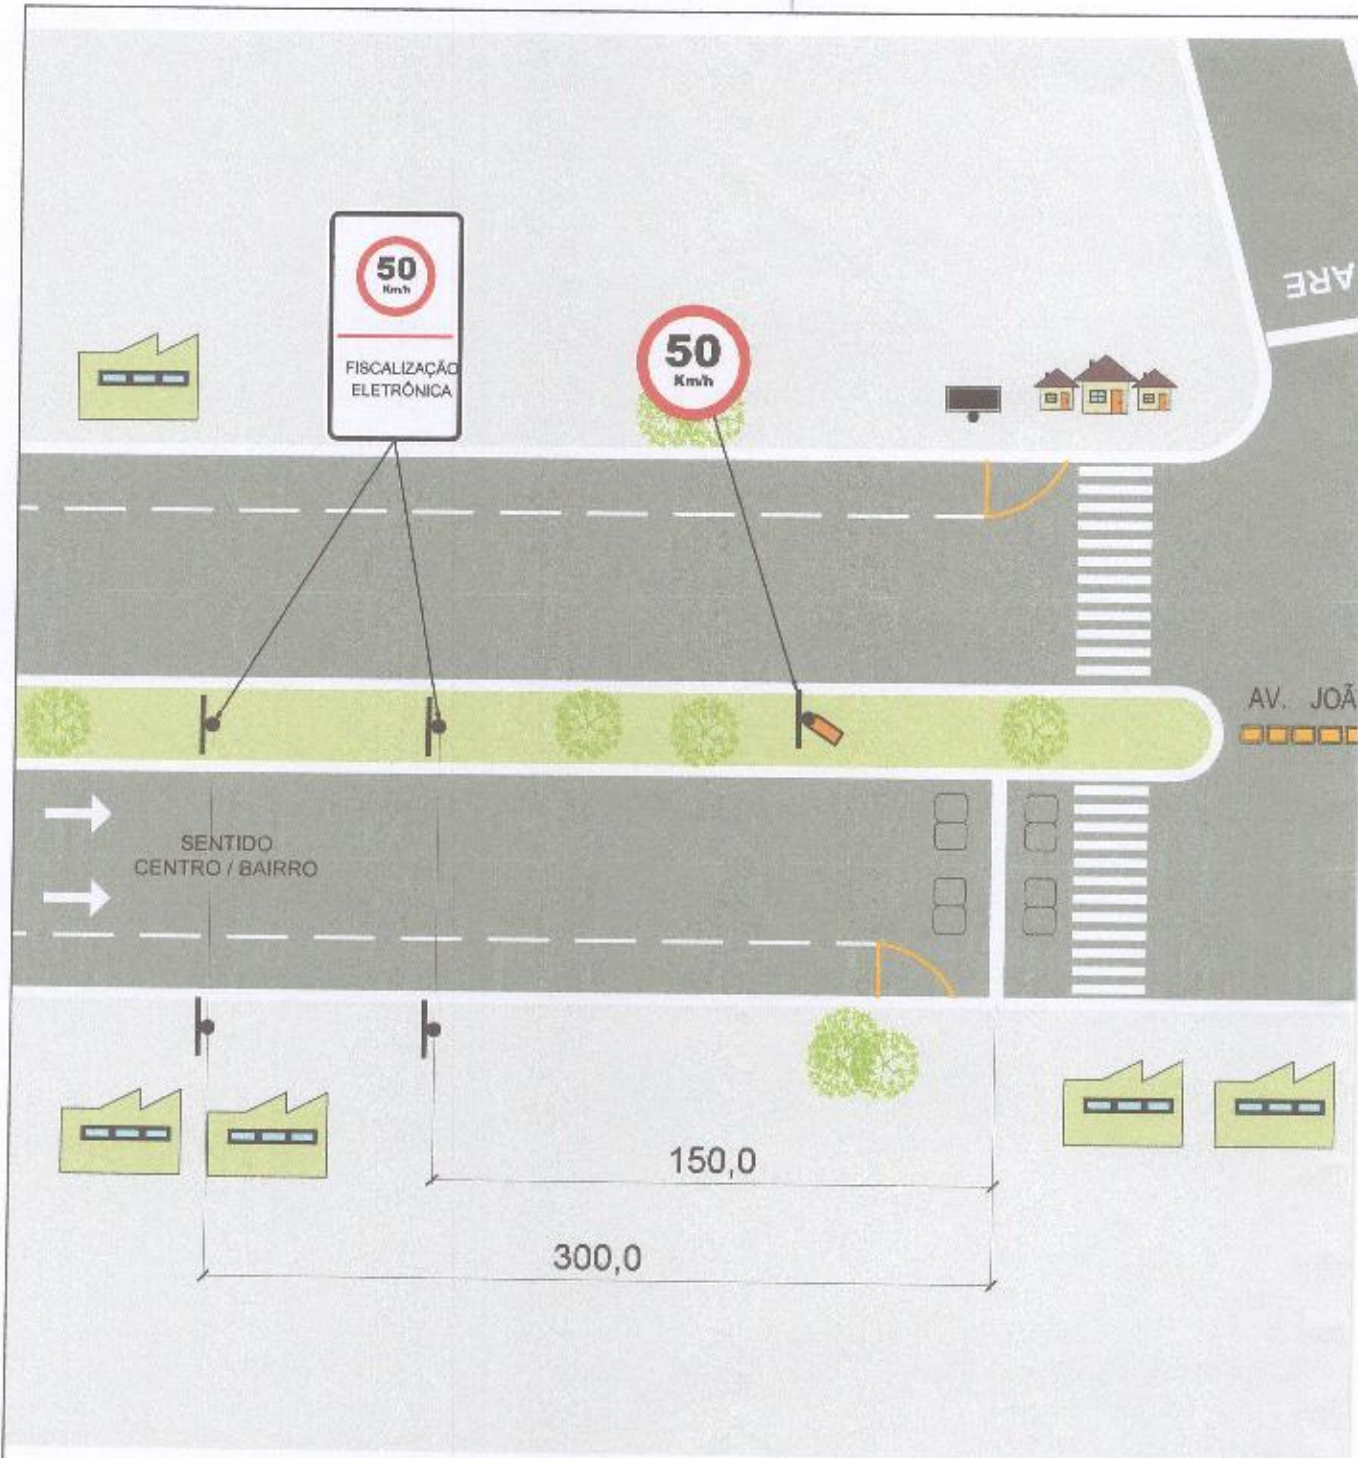 50
Km/h
FISCALIZAÇÃO
ELETRÔNICA
50
Km/h
ARE
AV. JOÃ
SENTIDO
CENTRO / BAIRRO
150,0
300,0